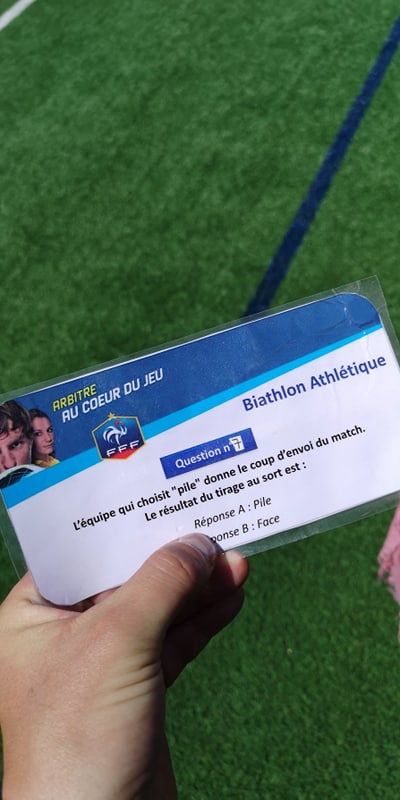 ARBITRE
AU COEUR DU JEU
FFF
Biathlon Athlétique
Question n°
L'équipe qui choisit "pile" donne le coup d'envoi du match.
Le résultat du tirage au sort est :
Réponse A : Pile
ponse B : Face